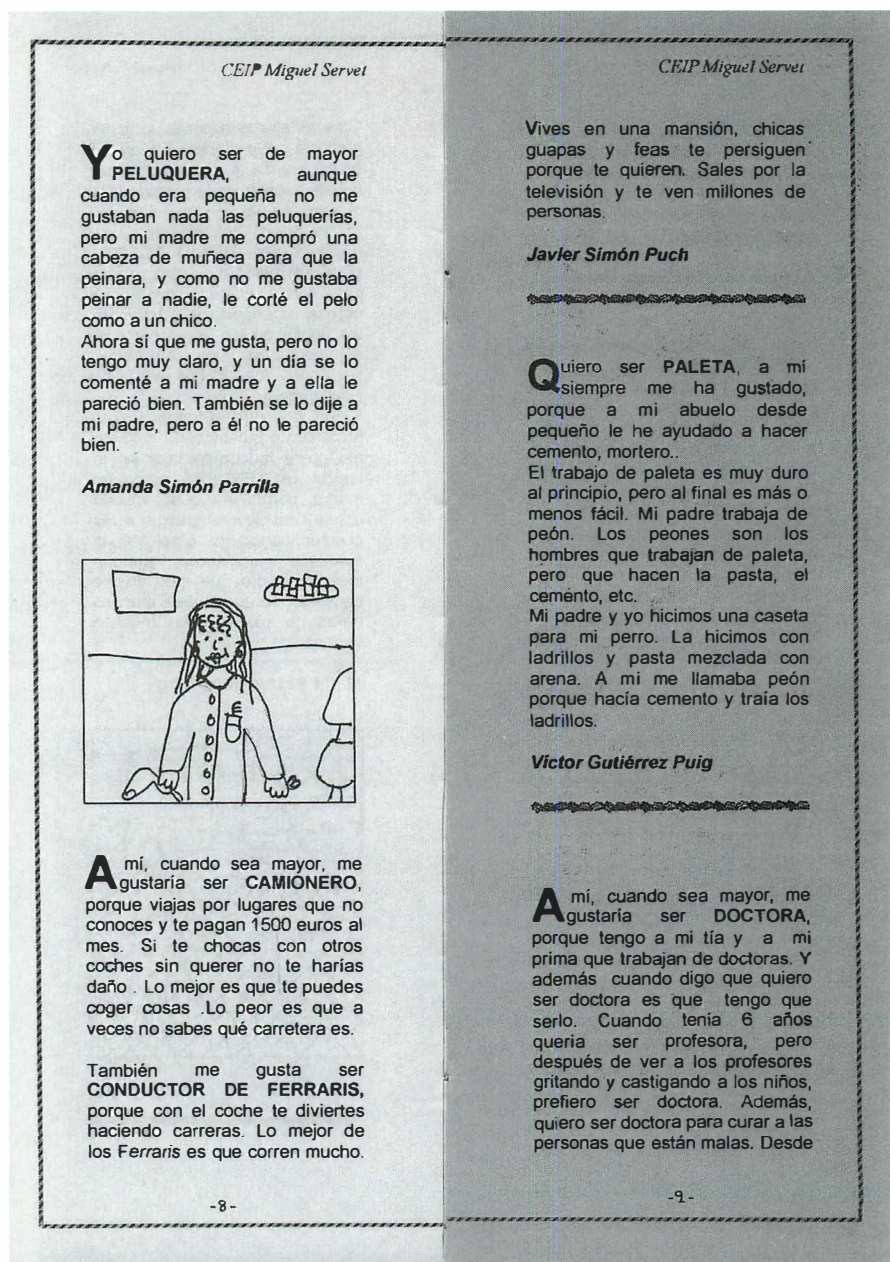 CEIP Miguel Servet
Yo quiero ser de mayor
PELUQUERA, aunque
cuando era pequeña no me
gustaban nada las peluquerías,
pero mi madre me compró una
cabeza de muñeca para que la
peinara, y como no me gustaba
peinar a nadie, le corté el pelo
como a un chico.
Ahora sí que me gusta, pero no lo
tengo muy claro, y un día se lo
comenté a mi madre y a ella le
pareció bien. También se lo dije a
mi padre, pero a él no le pareció
bien.
Amanda Simón Parrilla
A mí, cuando sea mayor, me
gustaría ser CAMIONERO,
porque viajas por lugares que no
conoces y te pagan 1500 euros al
mes. Si te chocas con otros
coches sin querer no te harías
daño . Lo mejor es que te puedes
coger cosas .Lo peor es que a
veces no sabes qué carretera es.
También me gusta ser
CONDUCTOR DE FERRARIS,
porque con el coche te diviertes
haciendo carreras. Lo mejor de
los Ferraris es que corren mucho.
-8-
CEIP Miguel Servet
Vives en una mansión, chicas
guapas y feas te persiguen
porque te quieren. Sales por la
televisión y te ven millones de
personas.
Javier Simón Puch
Quiero ser PALETA, a mí
siempre me ha gustado,
porque a mi abuelo desde
pequeño le he ayudado a hacer
cemento, mortero..
El trabajo de paleta es muy duro
al principio, pero al final es más o
menos fácil. Mi padre trabaja de
peón. Los peones son los
hombres que trabajan de paleta,
pero que hacen la pasta, el
cemento, etc.
Mi padre y yo hicimos una caseta
para mi perro. La hicimos con
ladrillos y pasta mezclada con
arena. A mi me llamaba peón
porque hacía cemento y traía los
ladrillos.
Víctor Gutiérrez Puig
A mí, cuando sea mayor, me
gustaría ser DOCTORA,
porque tengo a mi tía y a mi
prima que trabajan de doctoras. Y
además cuando digo que quiero
ser doctora es que tengo que
serlo. Cuando tenía 6 años
quería ser profesora, pero
después de ver a los profesores
gritando y castigando a los niños,
prefiero ser doctora. Además,
quiero ser doctora para curar a las
personas que están malas. Desde
-9-